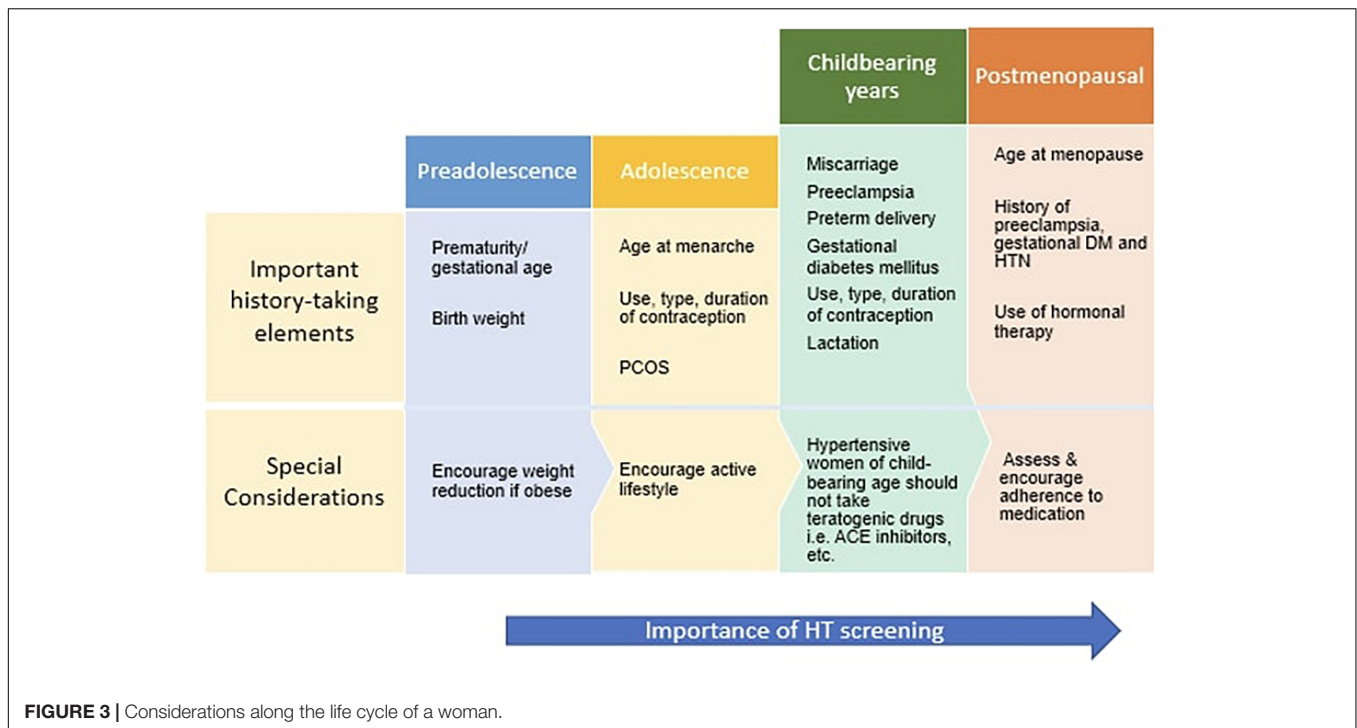 Childbearing
years
Postmenopausal
Preadolescence
Adolescence
Important
history-taking
elements
Prematurity/
gestational age
Birth weight
Age at menarche
Use, type, duration
of contraception
PCOS
Miscarriage
Preeclampsia
Preterm delivery
Gestational
diabetes mellitus
Use, type, duration
of contraception
Lactation
Age at menopause
History of
preeclampsia,
gestational DM and
HTN
Use of hormonal
therapy
Special
Considerations
Encourage weight
reduction if obese
Encourage active
lifestyle
Hypertensive
women of child-
bearing age should
not take
teratogenic drugs
i.e. ACE inhibitors,
etc.
Assess &
encourage
adherence to
medication
Importance of HT screening
FIGURE 3 | Considerations along the life cycle of a woman.